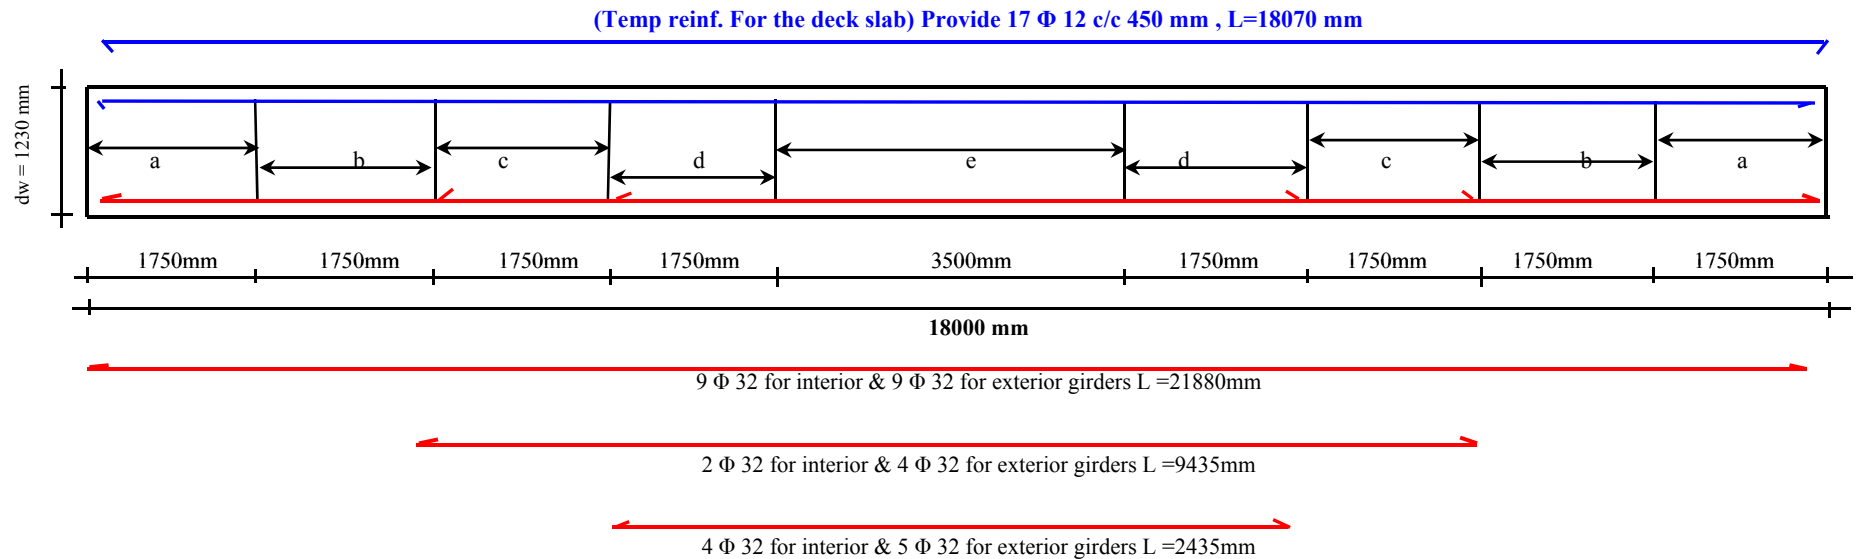 (Temp reinf. For the deck slab) Provide 17 Φ 12 c/c 450 mm , L=18070 mm
dw = 1230 mm
a b c d e d c b a
1750mm 1750mm 1750mm 1750mm 3500mm 1750mm 1750mm 1750mm 1750mm
18000 mm
9 Φ 32 for interior & 9 Φ 32 for exterior girders L =21880mm
2 Φ 32 for interior & 4 Φ 32 for exterior girders L =9435mm
4 Φ 32 for interior & 5 Φ 32 for exterior girders L =2435mm